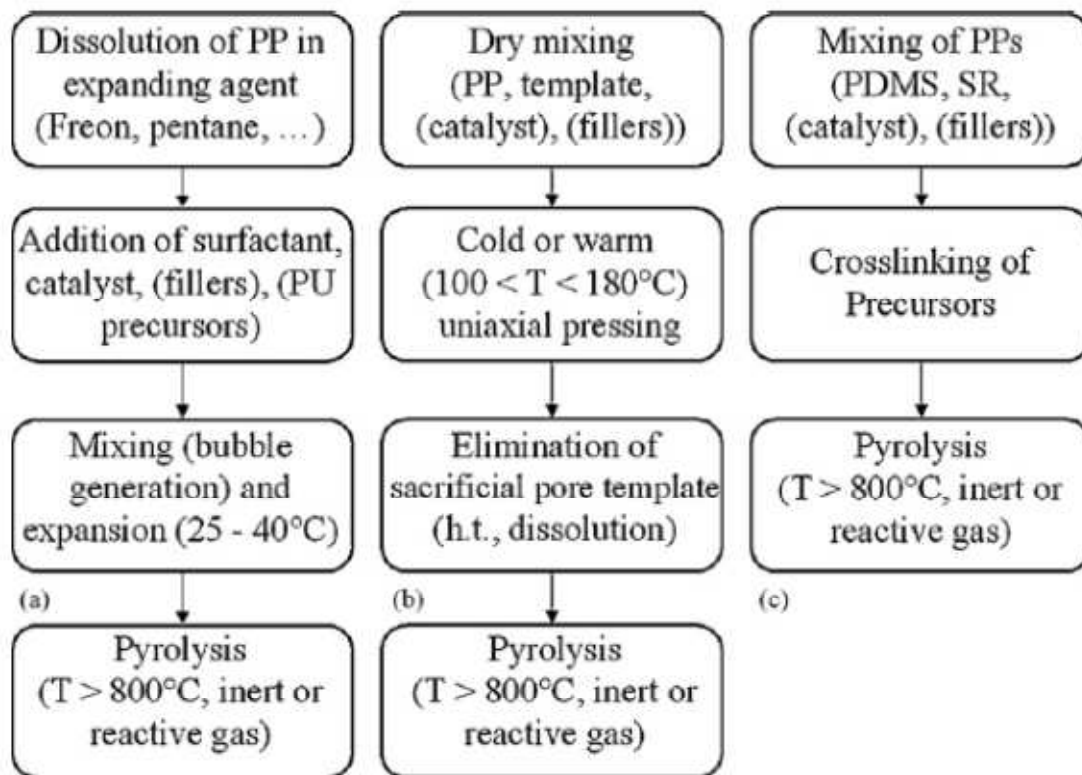 Dissolution of PP in
expanding agent
(Freon, pentane, …)
Addition of surfactant,
catalyst, (fillers), (PU
precursors)
Mixing (bubble
generation) and
expansion (25 - 40°C)
(a)
Pyrolysis
(T > 800°C, inert or
reactive gas)
Dry mixing
(PP, template,
(catalyst), (fillers))
Cold or warm
(100 < T < 180°C)
uniaxial pressing
Elimination of
sacrificial pore template
(h.t., dissolution)
(b)
Pyrolysis
(T > 800°C, inert or
reactive gas)
Mixing of PPs
(PDMS, SR,
(catalyst), (fillers))
Crosslinking of
Precursors
Pyrolysis
(T > 800°C, inert or
reactive gas)
(c)